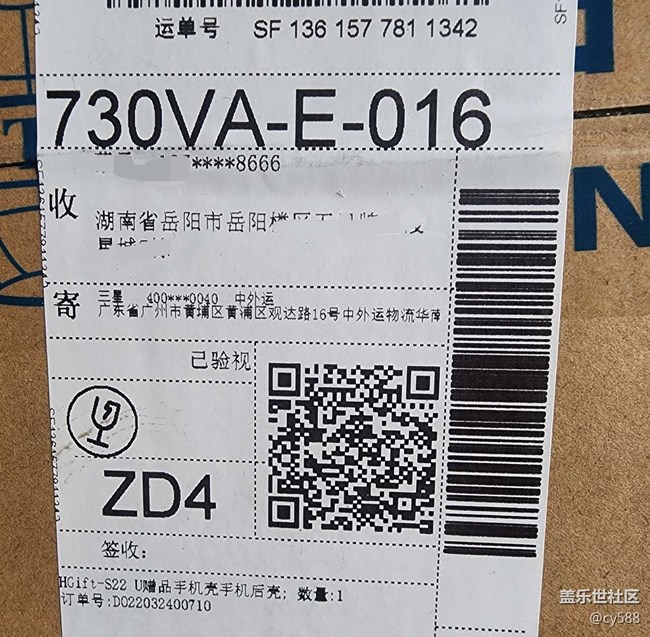 运单号 SF 136 157 781 1342
730VA-E-016
****8666
收
湖南省岳阳市岳阳楼区
寄
三星 400***0040 中外运
广东省广州市黄埔区黄浦区观达路16号中外运物流华南
已验视
ZD4
签收:
HGift-S22 U赠品手机壳手机后壳; 数量:1
订单号:DO22032400710
N
盖乐世社区
@cy588